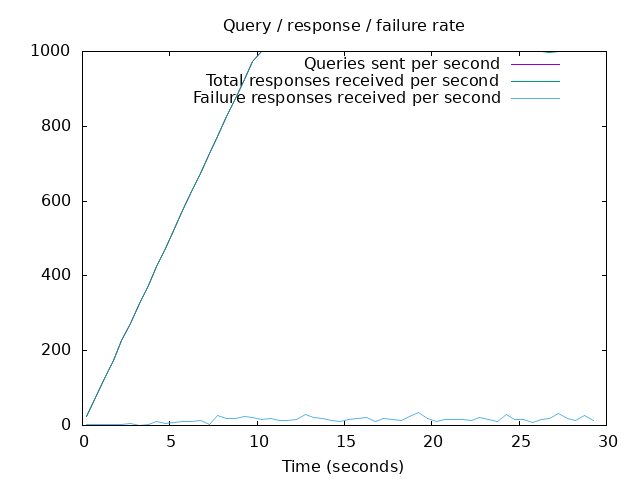 Query / response / failure rate
1000
Queries sent per second
Total responses received per second
Failure responses received per second
800
600
400
200
0
0 5 10 15 20 25 30
Time (seconds)